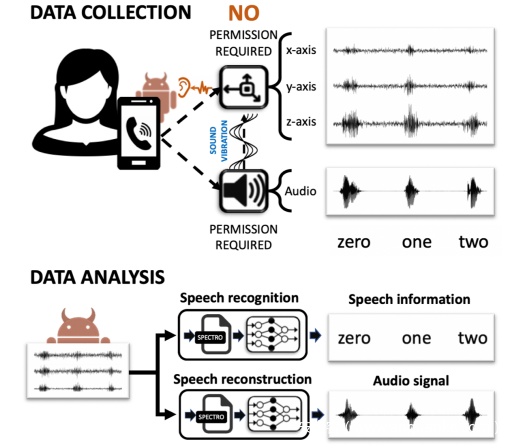 DATA COLLECTION NO
PERMISSION
REQUIRED
x-axis
y-axis
z-axis
SOUND
VIBRATION
Audio
PERMISSION
REQUIRED
zero one two
DATA ANALYSIS
Speech recognition Speech information
SPECTRO
zero one two
Speech reconstruction Audio signal
SPECTRO